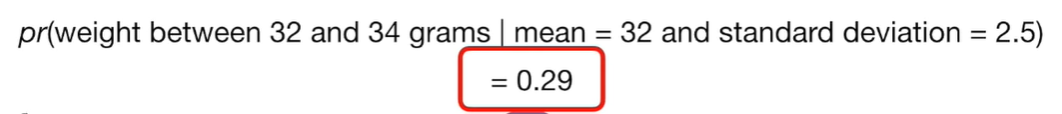 pr(weight between 32 and 34 grams | mean = 32 and standard deviation = 2.5)
= 0.29